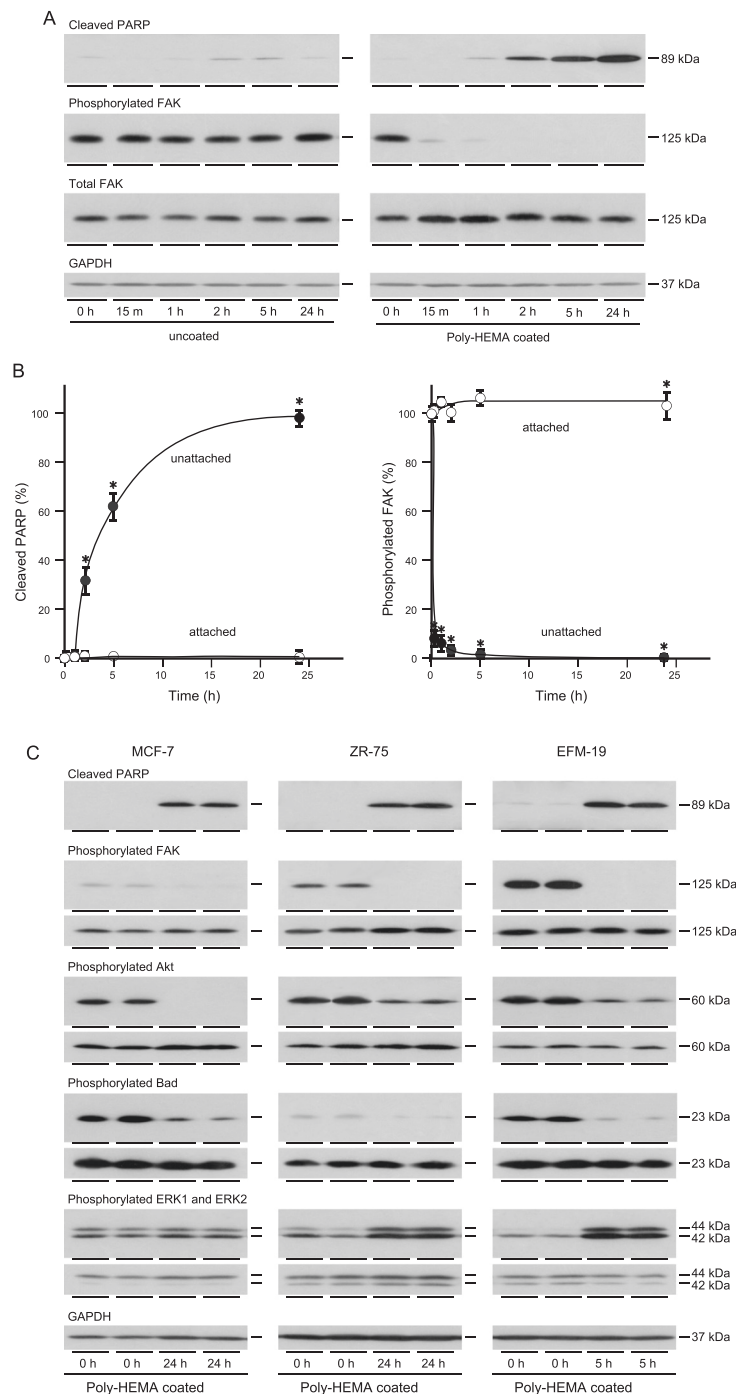 A
Cleaved PARP
89 kDa
Phosphorylated FAK
125 kDa
Total FAK
125 kDa
GAPDH
37 kDa
0 h 15 m 1 h 2 h 5 h 24 h
0 h 15 m 1 h 2 h 5 h 24 h
uncoated
Poly-HEMA coated
B
Cleaved PARP (%)
100
80
60
40
20
0
unattached
attached
* * *
0 5 10 15 20 25
Time (h)
Phosphorylated FAK (%)
100
80
60
40
20
0
*
attached
unattached
* * * * *
0 5 10 15 20 25
Time (h)
C
MCF-7 ZR-75 EFM-19
Cleaved PARP
89 kDa
Phosphorylated FAK
125 kDa
125 kDa
Phosphorylated Akt
60 kDa
60 kDa
Phosphorylated Bad
23 kDa
23 kDa
Phosphorylated ERK1 and ERK2
44 kDa
42 kDa
44 kDa
42 kDa
GAPDH
37 kDa
0 h 0 h 24 h 24 h
0 h 0 h 24 h 24 h
0 h 0 h 5 h 5 h
Poly-HEMA coated
Poly-HEMA coated
Poly-HEMA coated